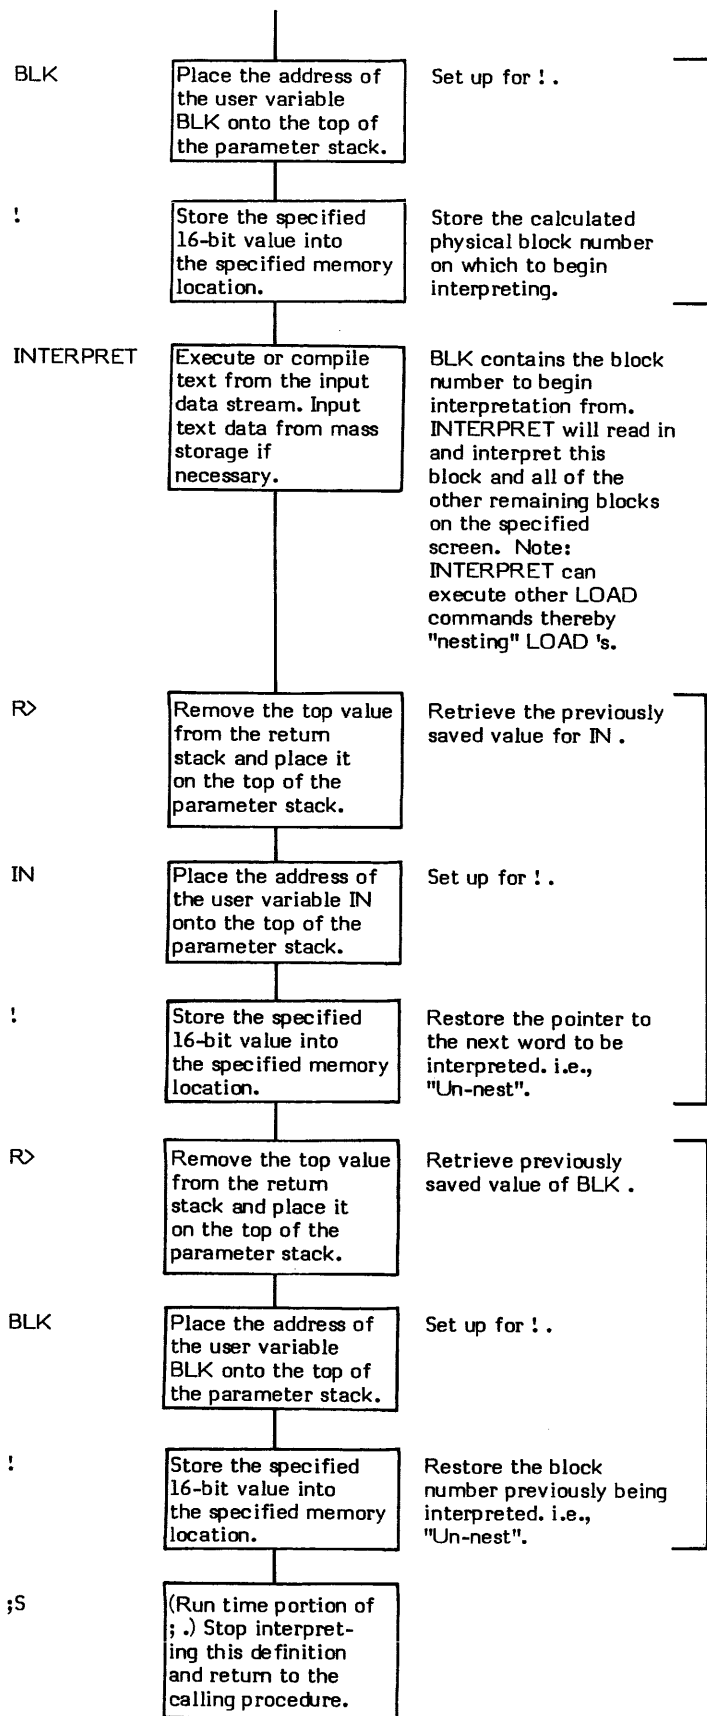 BLK
Place the address of
the user variable
BLK onto the top of
the parameter stack.
Set up for ! .
!
Store the specified
16-bit value into
the specified memory
location.
Store the calculated
physical block number
on which to begin
interpreting.
INTERPRET
Execute or compile
text from the input
data stream. Input
text data from mass
storage if
necessary.
BLK contains the block
number to begin
interpretation from.
INTERPRET will read in
and interpret this
block and all of the
other remaining blocks
on the specified
screen. Note:
INTERPRET can
execute other LOAD
commands thereby
"nesting" LOAD 's.
R>
Remove the top value
from the return
stack and place it
on the top of the
parameter stack.
Retrieve the previously
saved value for IN .
IN
Place the address of
the user variable IN
onto the top of the
parameter stack.
Set up for ! .
!
Store the specified
16-bit value into
the specified memory
location.
Restore the pointer to
the next word to be
interpreted. i.e.,
"Un-nest".
R>
Remove the top value
from the return
stack and place it
on the top of the
parameter stack.
Retrieve previously
saved value of BLK .
BLK
Place the address of
the user variable
BLK onto the top of
the parameter stack.
Set up for ! .
!
Store the specified
16-bit value into
the specified memory
location.
Restore the block
number previously being
interpreted. i.e.,
"Un-nest".
;S
(Run time portion of
; .) Stop interpret-
ing this definition
and return to the
calling procedure.